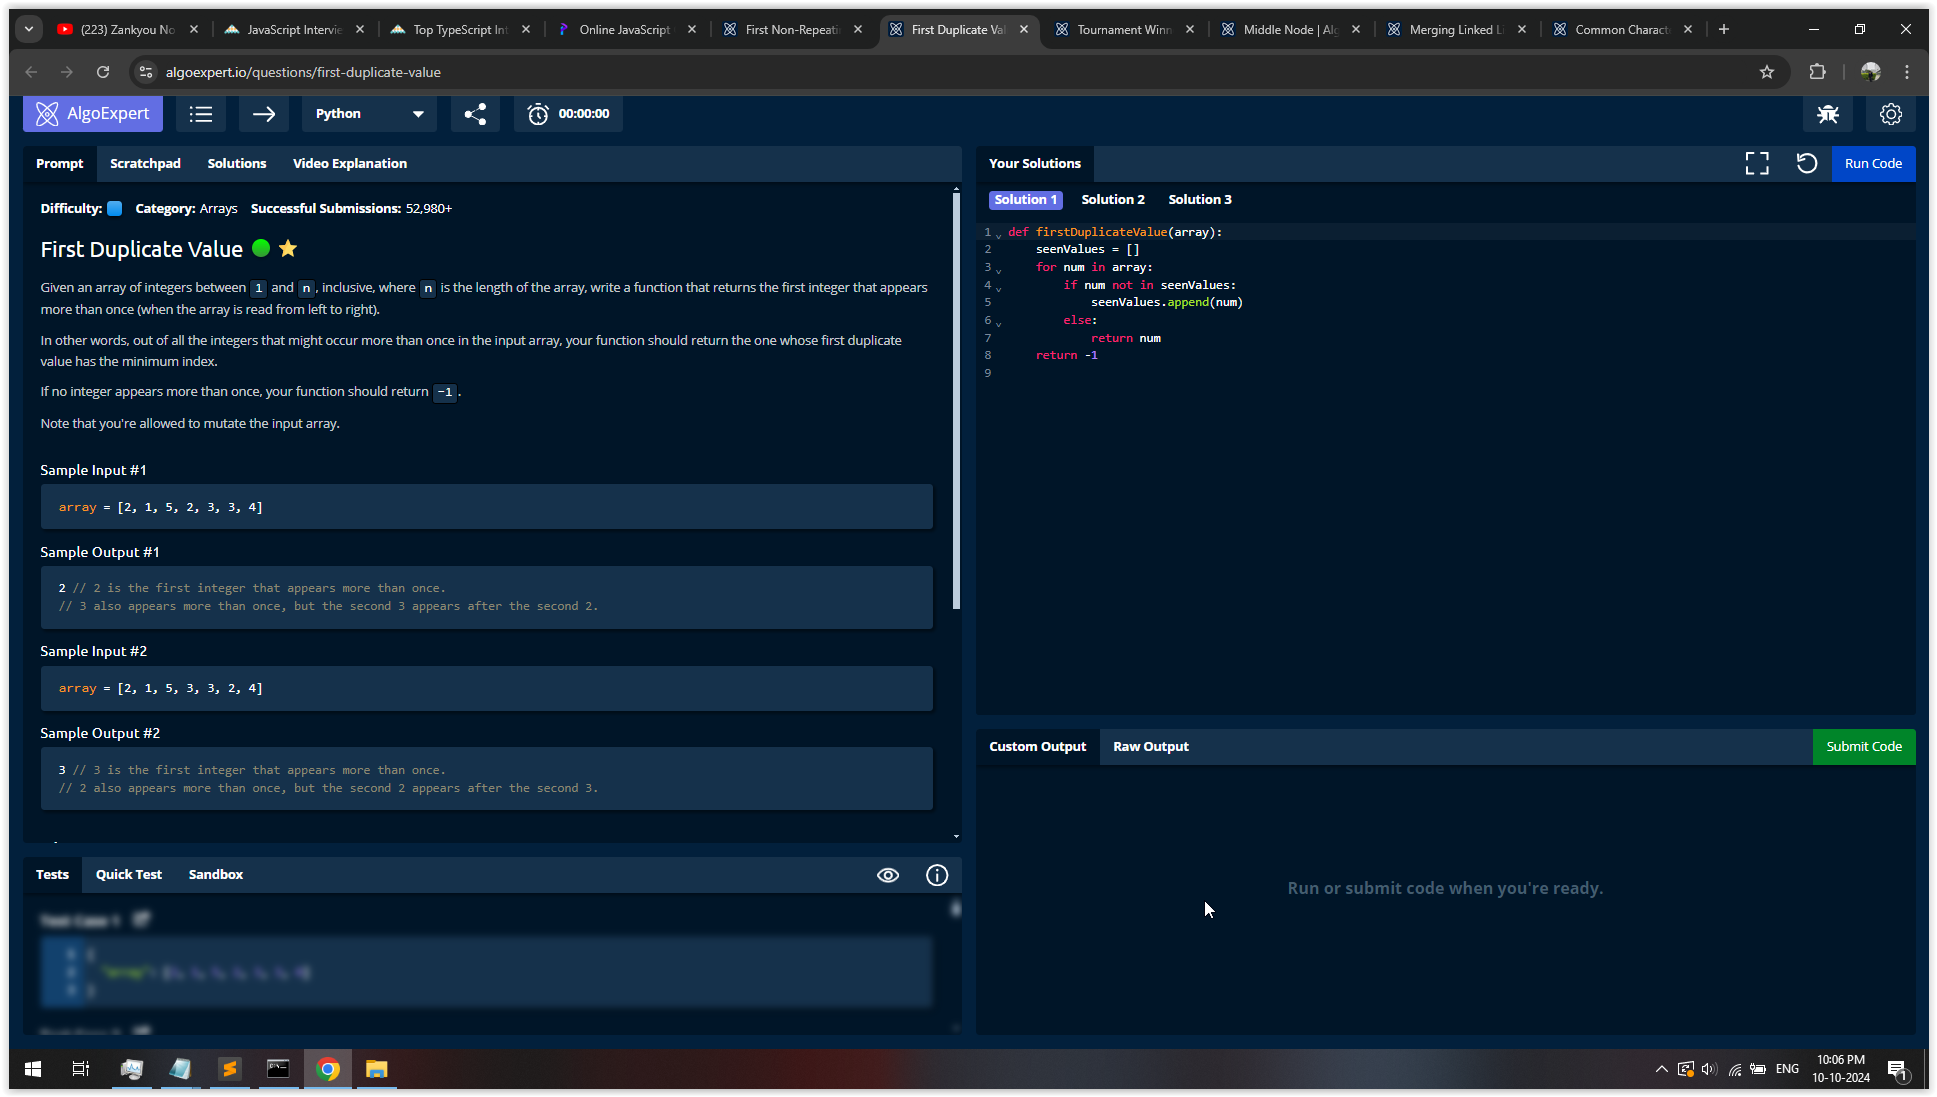 (223) Zankyou No
JavaScript Intervie
Top TypeScript Int
Online JavaScript
First Non-Repeati
First Duplicate Val
Tournament Winn
Middle Node | Alg
Merging Linked Li
Common Charact
algoexpert.io/questions/first-duplicate-value
AlgoExpert
Python
00:00:00
Prompt Scratchpad Solutions Video Explanation
Difficulty: Category: Arrays Successful Submissions: 52,980+
First Duplicate Value
Given an array of integers between 1 and n, inclusive, where n is the length of the array, write a function that returns the first integer that appears
more than once (when the array is read from left to right).
In other words, out of all the integers that might occur more than once in the input array, your function should return the one whose first duplicate
value has the minimum index.
If no integer appears more than once, your function should return -1.
Note that you're allowed to mutate the input array.
Sample Input #1
array = [2, 1, 5, 2, 3, 3, 4]
Sample Output #1
2 // 2 is the first integer that appears more than once.
// 3 also appears more than once, but the second 3 appears after the second 2.
Sample Input #2
array = [2, 1, 5, 3, 3, 2, 4]
Sample Output #2
3 // 3 is the first integer that appears more than once.
// 2 also appears more than once, but the second 2 appears after the second 3.
Tests Quick Test Sandbox
Your Solutions
Run Code
Solution 1 Solution 2 Solution 3
1 def firstDuplicateValue(array):
2 seenValues = []
3 for num in array:
4 if num not in seenValues:
5 seenValues.append(num)
6 else:
7 return num
8 return -1
9
Custom Output Raw Output
Submit Code
Run or submit code when you're ready.
ENG
10:06 PM
10-10-2024
1